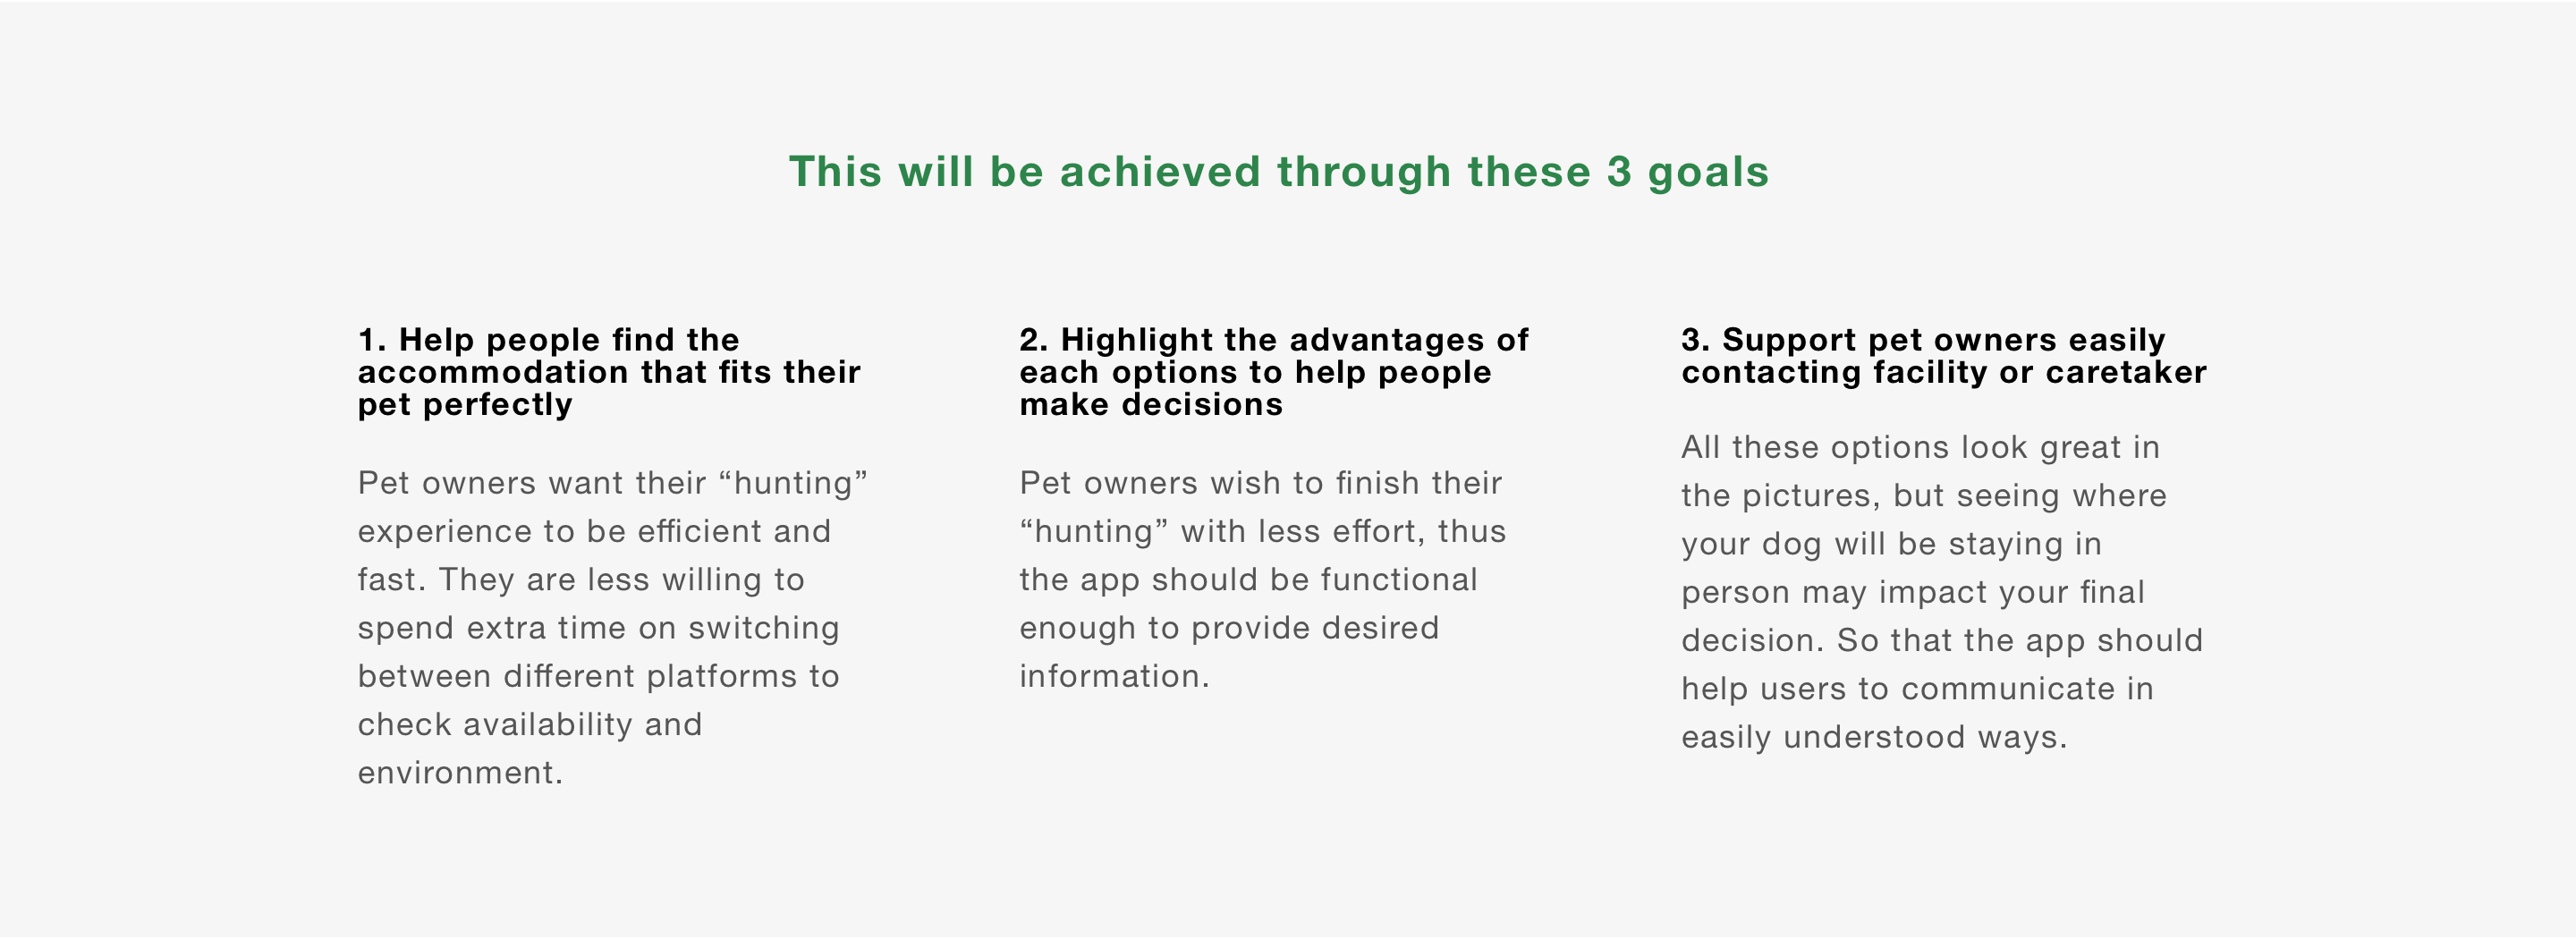 This will be achieved through these 3 goals
1. Help people find the
accommodation that fits their
pet perfectly
Pet owners want their “hunting”
experience to be efficient and
fast. They are less willing to
spend extra time on switching
between different platforms to
check availability and
environment.
2. Highlight the advantages of
each options to help people
make decisions
Pet owners wish to finish their
“hunting” with less effort, thus
the app should be functional
enough to provide desired
information.
3. Support pet owners easily
contacting facility or caretaker
All these options look great in
the pictures, but seeing where
your dog will be staying in
person may impact your final
decision. So that the app should
help users to communicate in
easily understood ways.